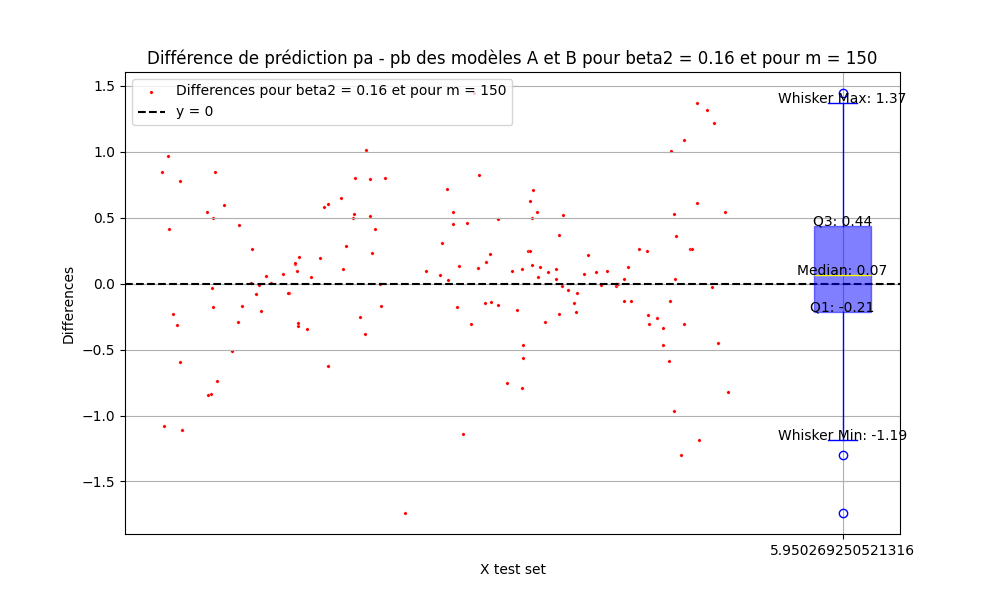 Différence de prédiction pa - pb des modèles A et B pour beta2 = 0.16 et pour m = 150
Differences pour beta2 = 0.16 et pour m = 150
y = 0
1.5
1.0
0.5
0.0
−0.5
−1.0
−1.5
Differences
Whisker Max: 1.37
Q3: 0.44
Median: 0.07
Q1: -0.21
Whisker Min: -1.19
5.950269250521316
X test set